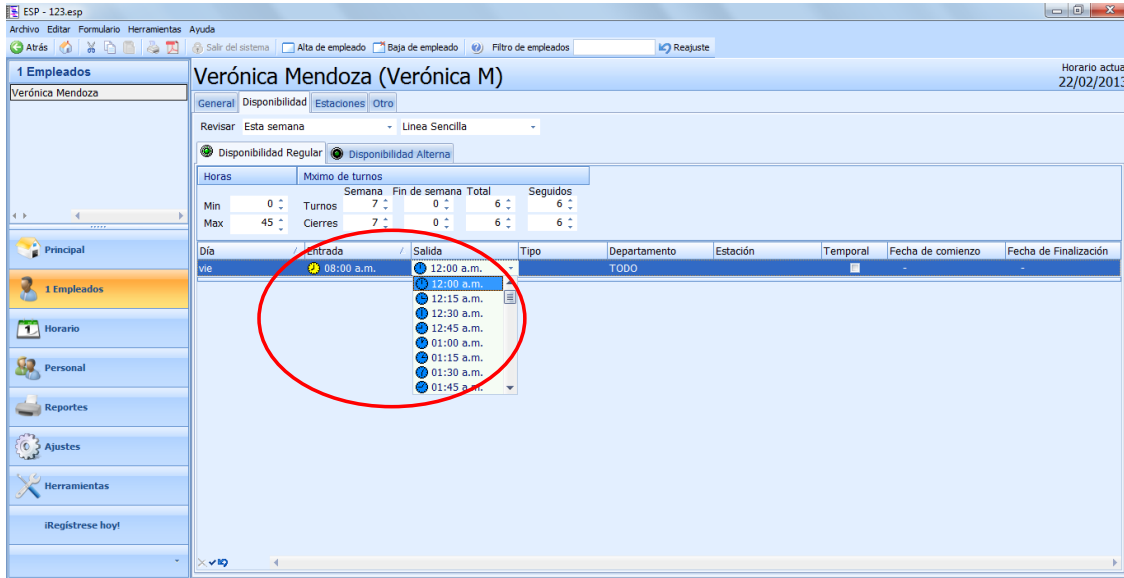 ESP - 123.esp
Archivo Editar Formulario Herramientas Ayuda
Atrás Salir del sistema Alta de empleado Baja de empleado Filtro de empleados Reajuste
1 Empleados
Verónica Mendoza
Verónica Mendoza (Verónica M)
Horario actua
22/02/2013
General Disponibilidad Estaciones Otro
Revisar Esta semana Linea Sencilla
Disponibilidad Regular Disponibilidad Alterna
Horas Mximo de turnos
Semana Fin de semana Total Seguidos
Min 0 Turnos 7 0 6 6
Max 45 Cierres 7 0 6 6
Día Entrada Salida Tipo Departamento Estación Temporal Fecha de comienzo Fecha de Finalización
vie 08:00 a.m. 12:00 a.m. TODO - -
12:00 a.m.
12:15 a.m.
12:30 a.m.
12:45 a.m.
01:00 a.m.
01:15 a.m.
01:30 a.m.
01:45 a.m.
Principal
1 Empleados
1 Horario
Personal
Reportes
Ajustes
Herramientas
¡Regístrese hoy!